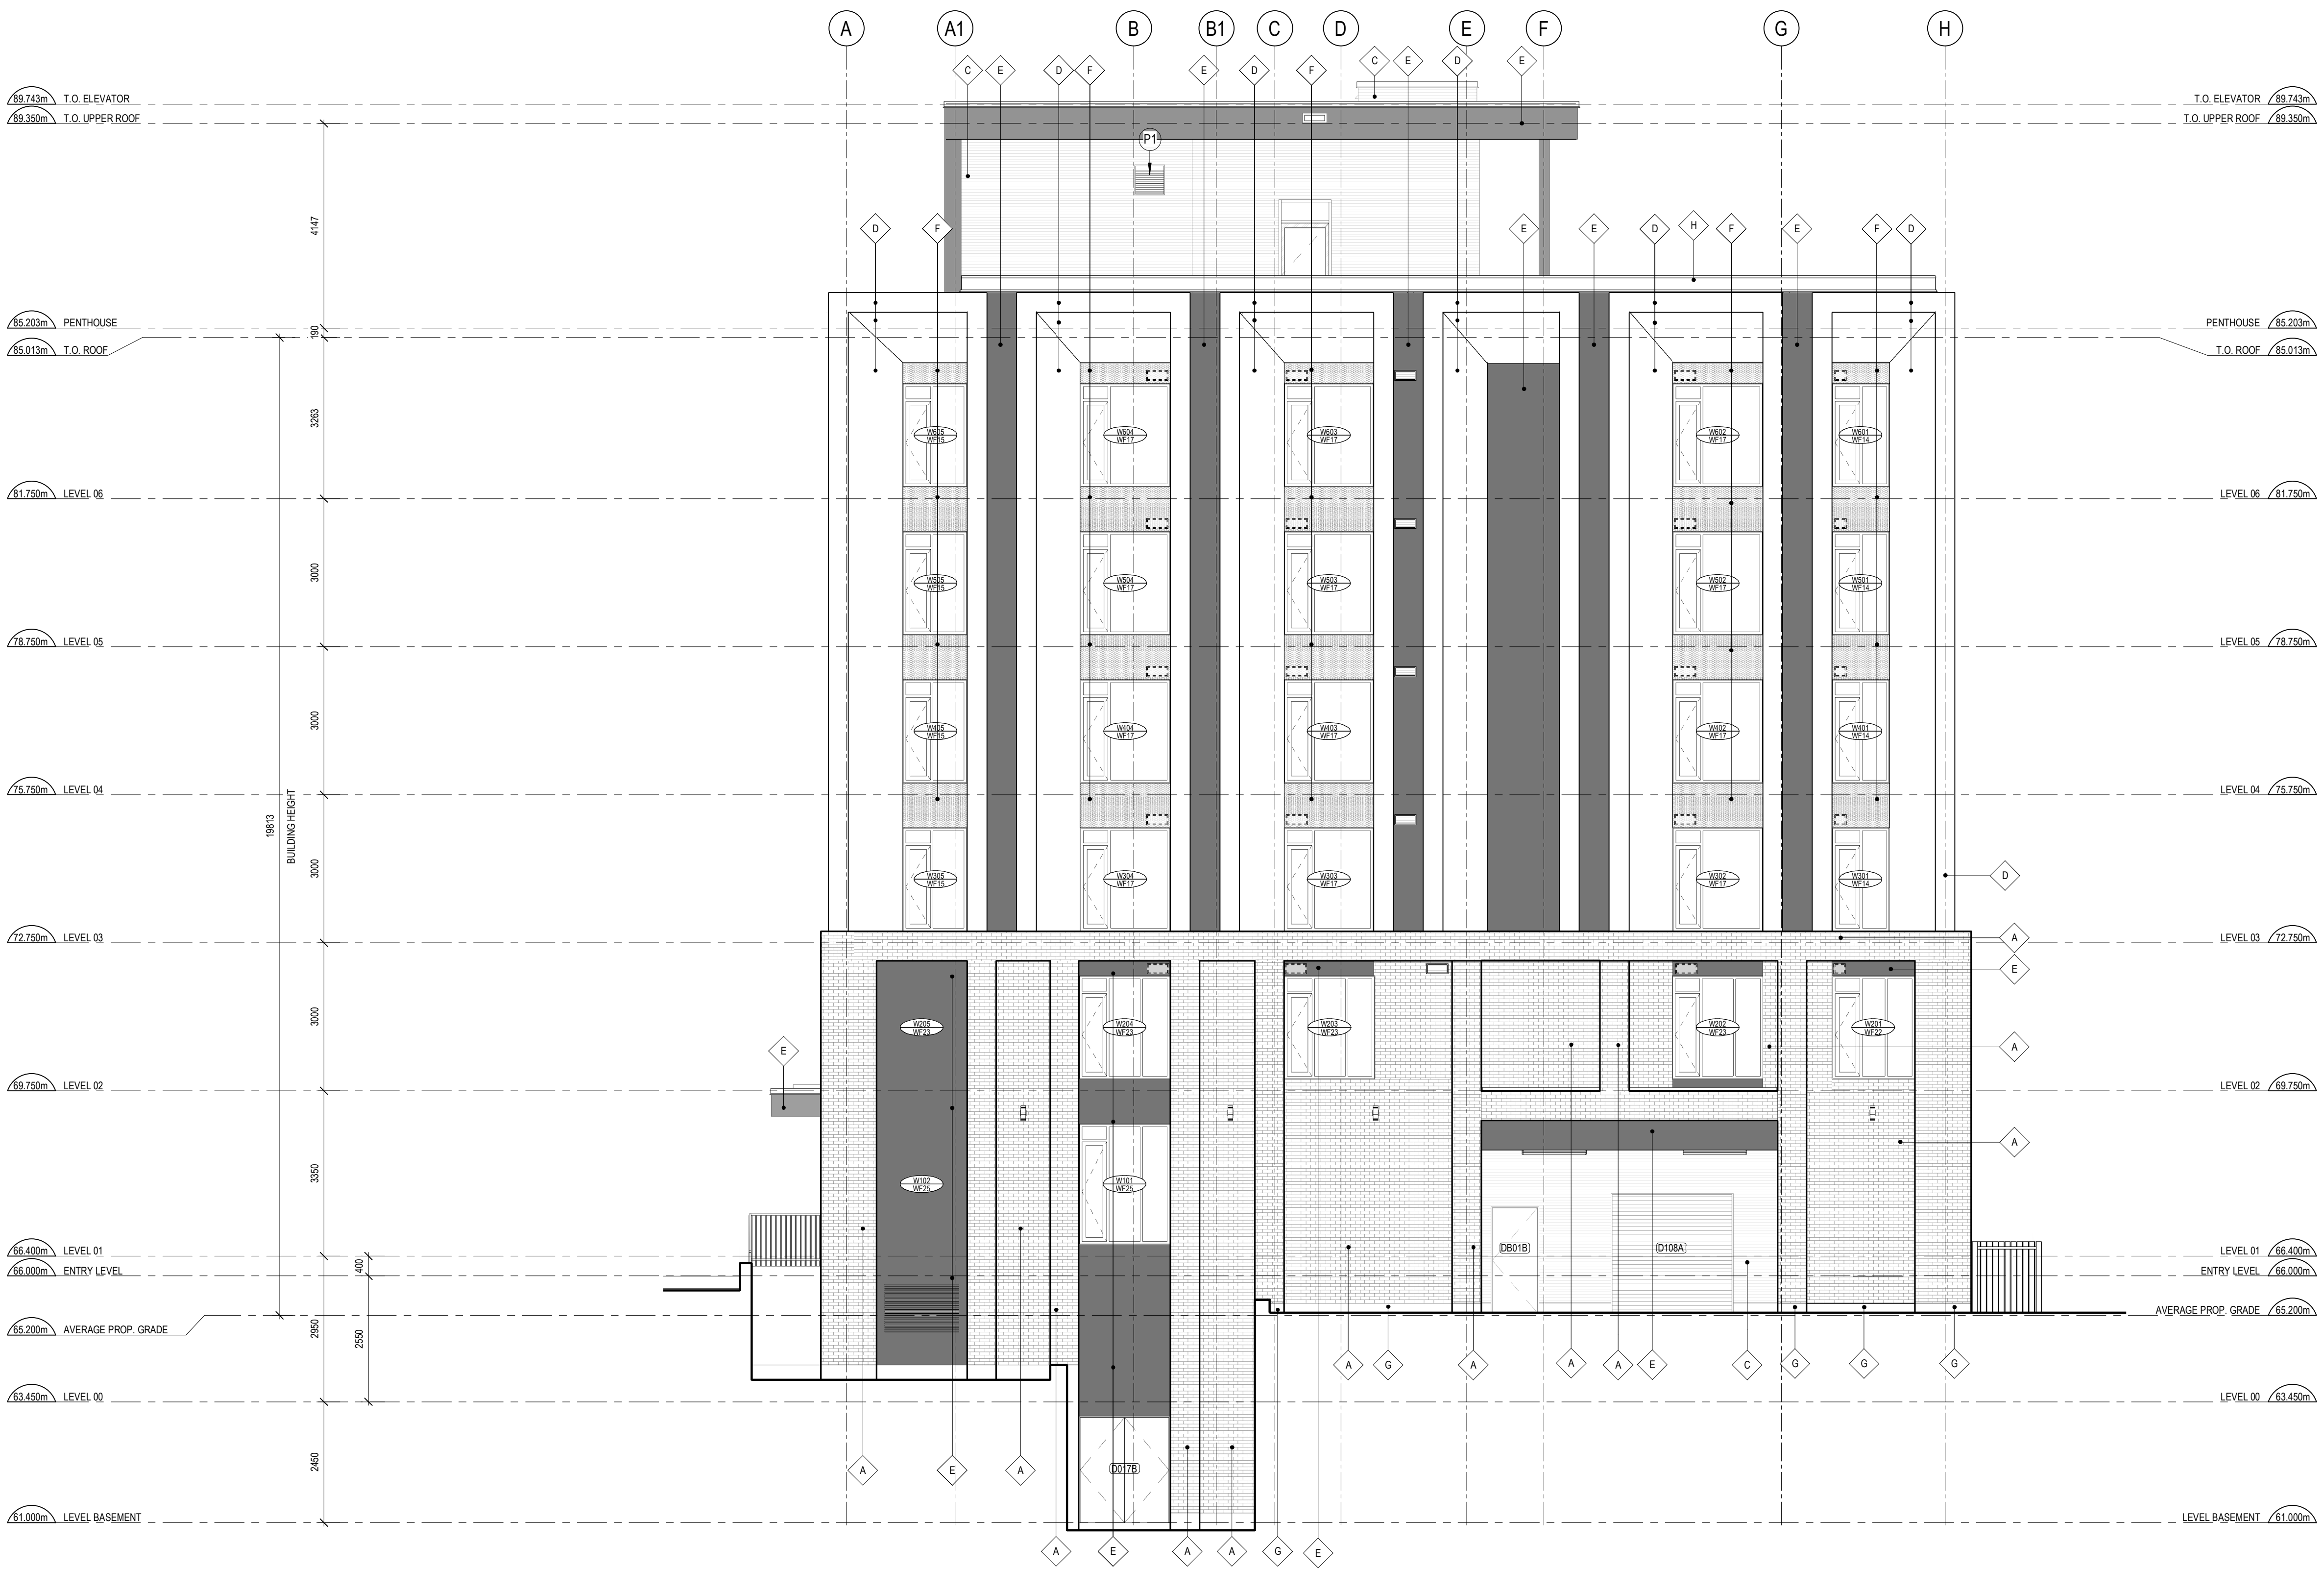 A A1 B B1 C D E F G H
C E D F E D F C E D E
89.743m T.O. ELEVATOR T.O. ELEVATOR 89.743m
89.350m T.O. UPPER ROOF T.O. UPPER ROOF 89.350m
P1
4147
D F E E D H F E F D
85.203m PENTHOUSE PENTHOUSE 85.203m
190
85.013m T.O. ROOF T.O. ROOF 85.013m
3263
W605 W604 W603 W602 W601
WF15 WF17 WF17 WF17 WF14
81.750m LEVEL 06 LEVEL 06 81.750m
3000
W505 W504 W503 W502 W501
WF15 WF17 WF17 WF17 WF14
78.750m LEVEL 05 LEVEL 05 78.750m
3000
W405 W404 W403 W402 W401
WF15 WF17 WF17 WF17 WF14
75.750m LEVEL 04 LEVEL 04 75.750m
19813
BUILDING HEIGHT
3000
W305 W304 W303 W302 W301
WF15 WF17 WF17 WF17 WF14
D
72.750m LEVEL 03 LEVEL 03 72.750m
A
E
3000
W205 W204 W203 W202 W201
WF23 WF23 WF23 WF23 WF22
E A
69.750m LEVEL 02 LEVEL 02 69.750m
A
3350
W102 W101
WF25 WF25
DB01B D108A
66.400m LEVEL 01 LEVEL 01 66.400m
400
66.000m ENTRY LEVEL ENTRY LEVEL 66.000m
65.200m AVERAGE PROP. GRADE AVERAGE PROP. GRADE 65.200m
2950
2550
A G A A A E C G G G
63.450m LEVEL 00 LEVEL 00 63.450m
2450
A E A D017B
61.000m LEVEL BASEMENT LEVEL BASEMENT 61.000m
A E A A G E